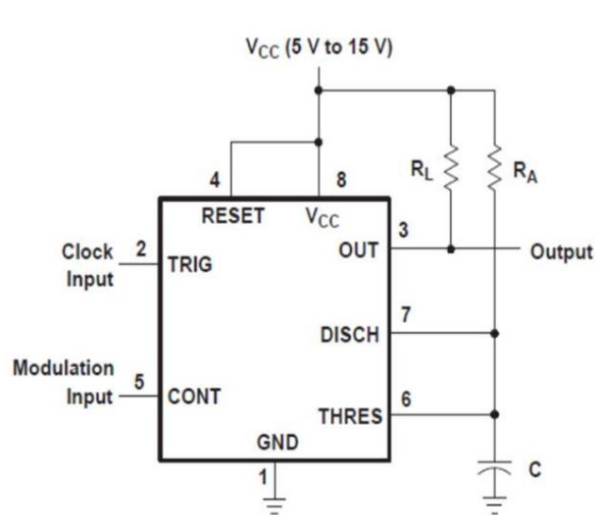 VCC (5 V to 15 V)
4
8
RL
RA
RESET
VCC
3
OUT
Output
Clock
Input
2
TRIG
7
DISCH
Modulation
Input
5
CONT
6
THRES
GND
1
C